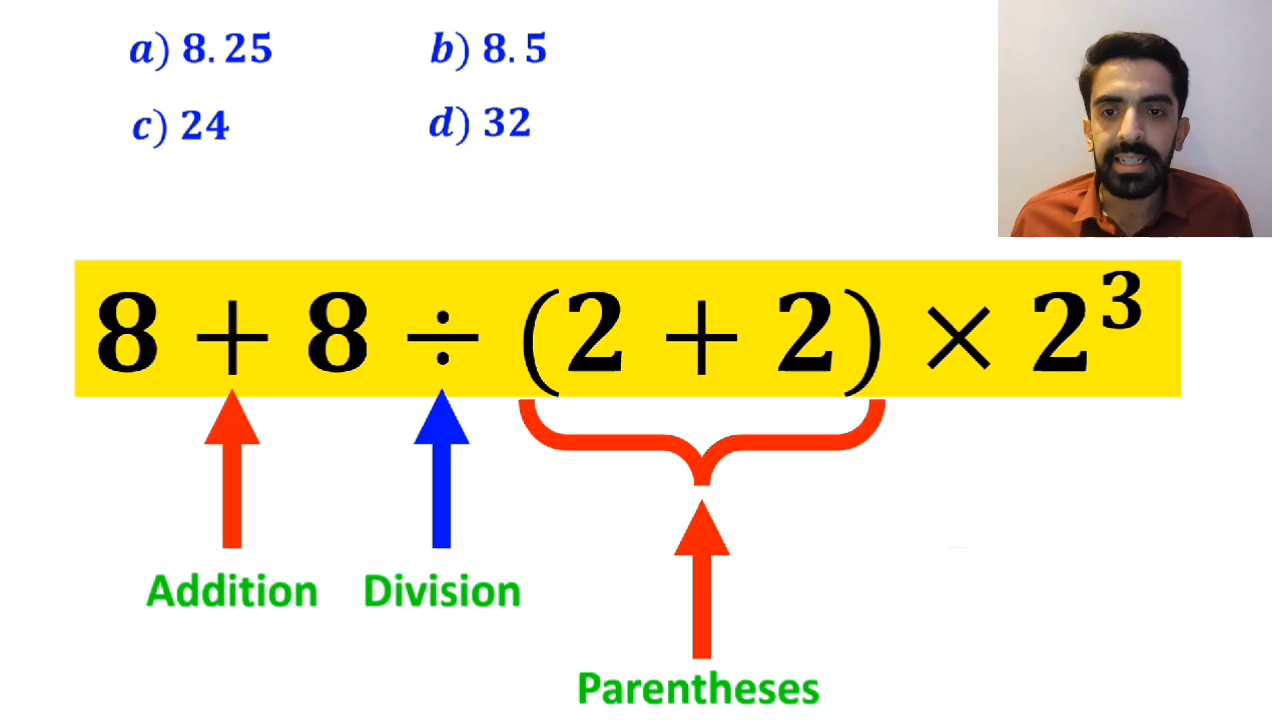 a) 8.25 b) 8.5
c) 24 d) 32
8 + 8 ÷ (2 + 2) × 2³
Addition Division
Parentheses